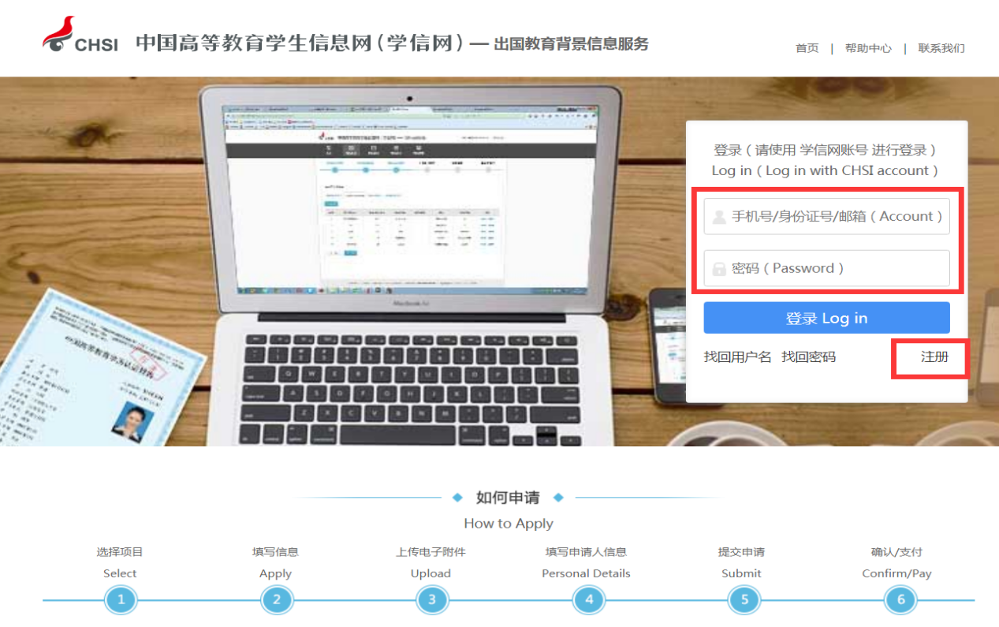 CHSI 中国高等教育学生信息网(学信网)— 出国教育背景信息服务
首页 | 帮助中心 | 联系我们
登录(请使用 学信网账号 进行登录)
Log in(Log in with CHSI account)
手机号/身份证号/邮箱(Account)
密码(Password)
登录 Log in
找回用户名 找回密码 注册
如何申请
How to Apply
选择项目 填写信息 上传电子附件 填写申请人信息 提交申请 确认/支付
Select Apply Upload Personal Details Submit Confirm/Pay
1 2 3 4 5 6